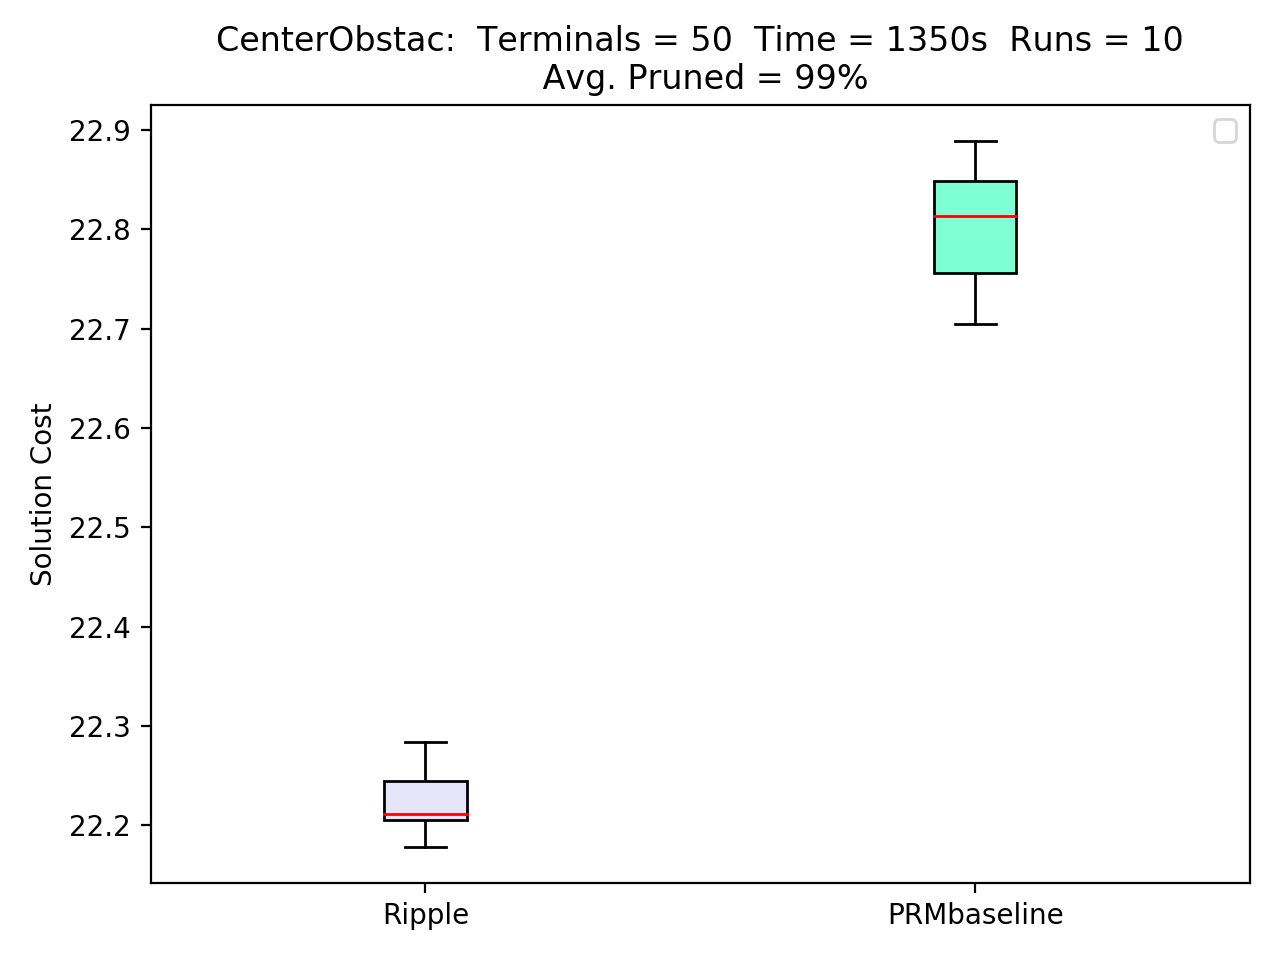 CenterObstac:  Terminals = 50  Time = 1350s  Runs = 10
Avg. Pruned = 99%
22.9
22.8
22.7
22.6
22.5
22.4
22.3
22.2
Solution Cost
Ripple
PRMbaseline